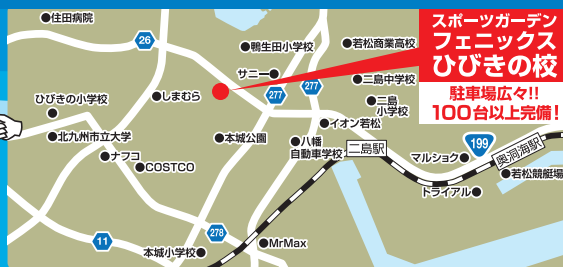 スポーツガーデン
フェニックス
ひびきの校
駐車場広々!!
100台以上完備!
住田病院
26
鴨生田小学校
若松商業高校
サニー
277
277
三島中学校
三島
小学校
しまむら
ひびきの小学校
イオン若松
北九州市立大学
本城公園
八幡
自動車学校
二島駅
マルショク
199
奥洞海駅
ナフコ
COSTCO
若松競艇場
トライアル
278
11
MrMax
本城小学校